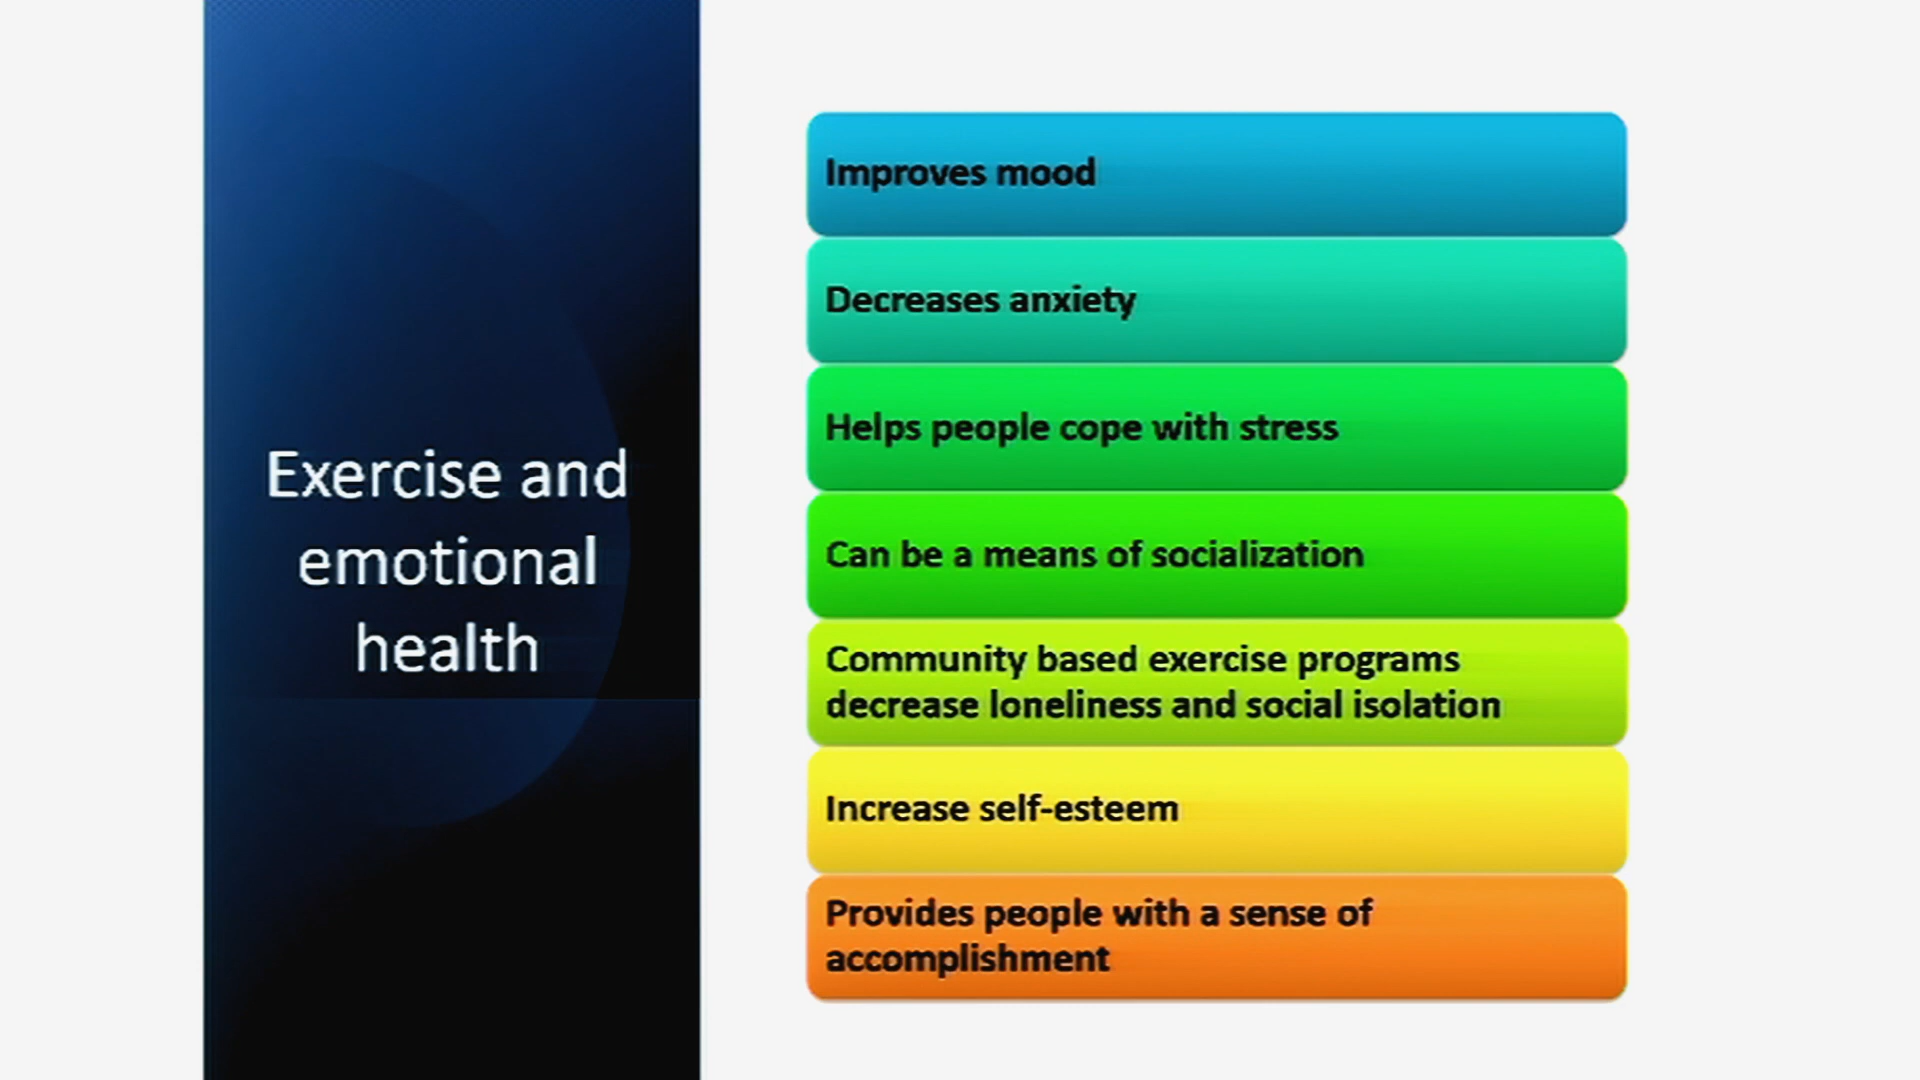 Exercise and
emotional
health
Improves mood
Decreases anxiety
Helps people cope with stress
Can be a means of socialization
Community based exercise programs
decrease loneliness and social isolation
Increase self-esteem
Provides people with a sense of
accomplishment